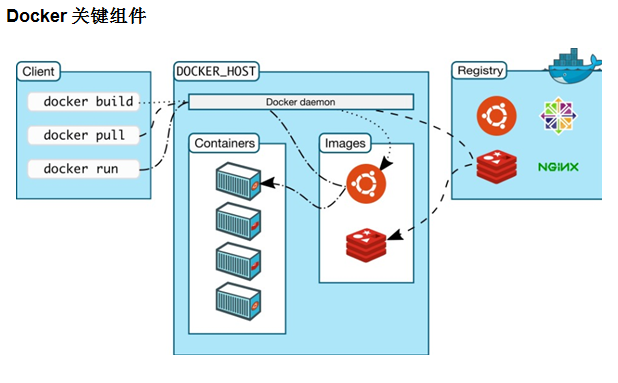 Docker 关键组件
Client
docker build
docker pull
docker run
DOCKER_HOST
Docker daemon
Containers
Images
Registry
NGINX